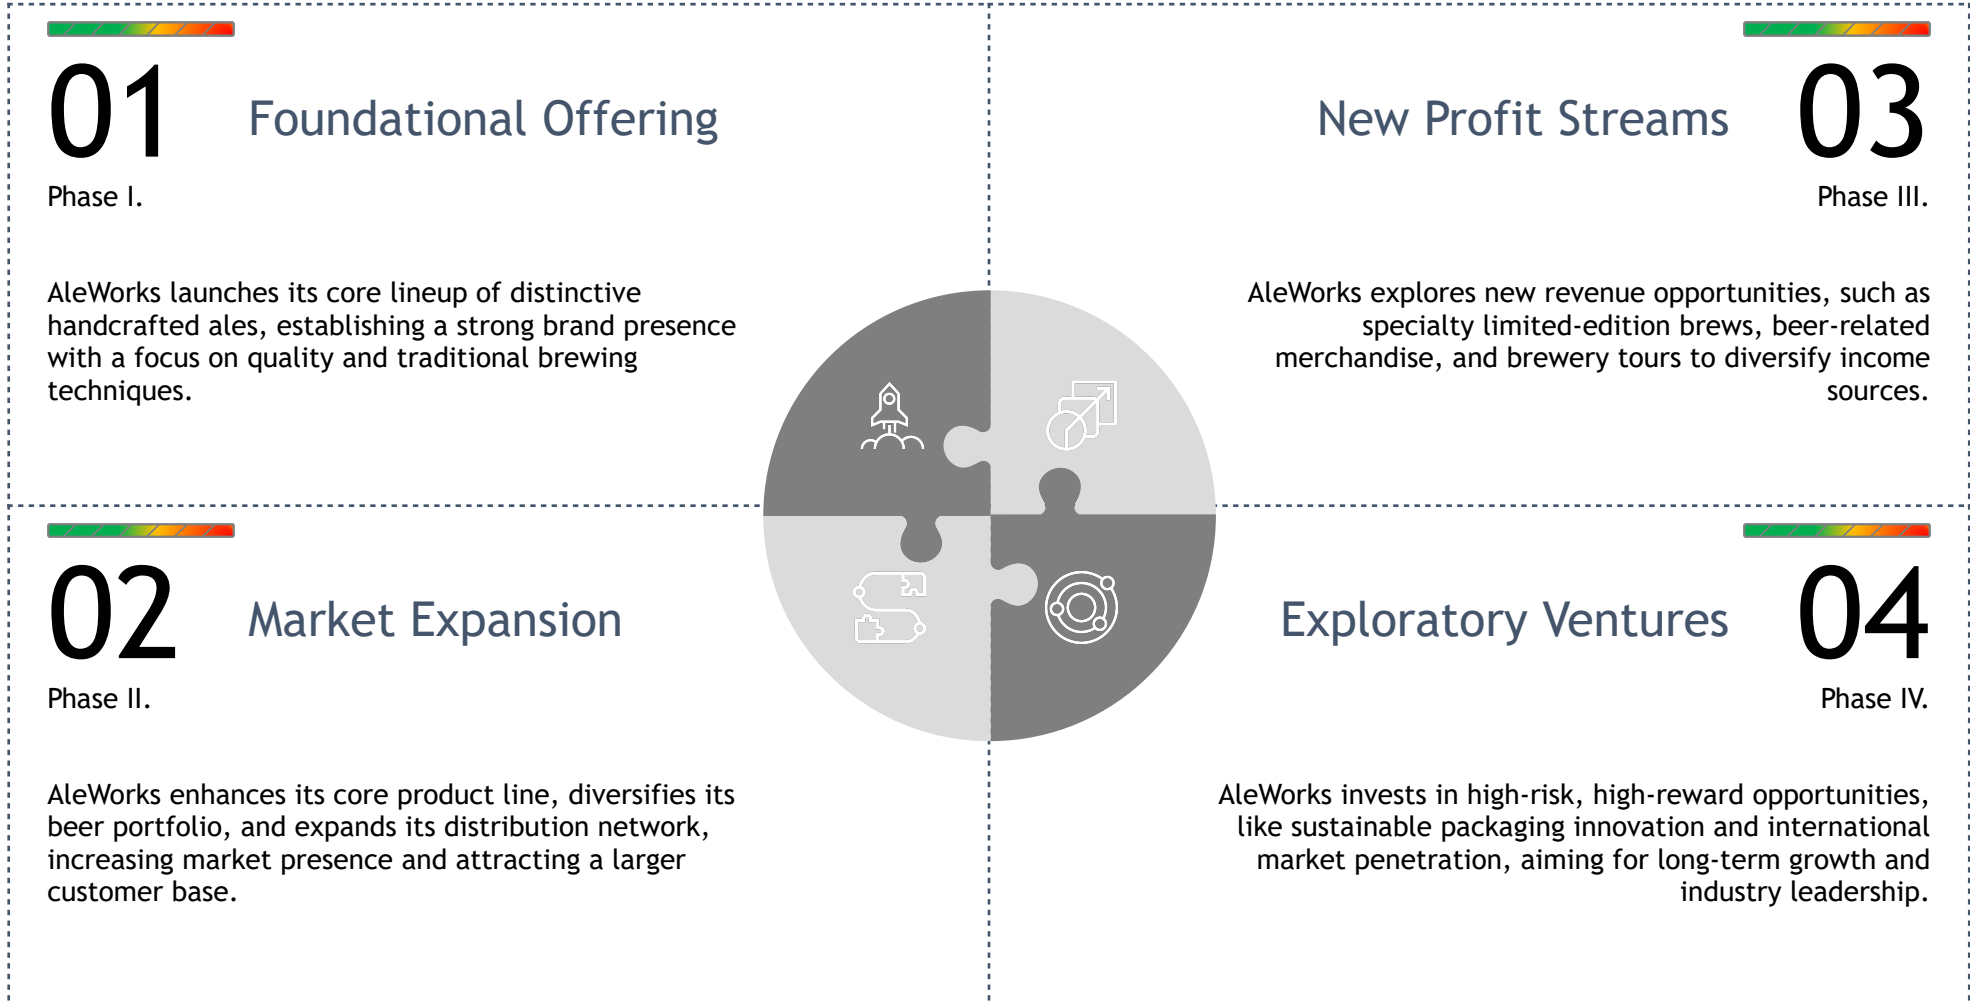 01
Foundational Offering
Phase I.
AleWorks launches its core lineup of distinctive
handcrafted ales, establishing a strong brand presence
with a focus on quality and traditional brewing
techniques.
02
Market Expansion
Phase II.
AleWorks enhances its core product line, diversifies its
beer portfolio, and expands its distribution network,
increasing market presence and attracting a larger
customer base.
New Profit Streams
03
Phase III.
AleWorks explores new revenue opportunities, such as
specialty limited-edition brews, beer-related
merchandise, and brewery tours to diversify income
sources.
Exploratory Ventures
04
Phase IV.
AleWorks invests in high-risk, high-reward opportunities,
like sustainable packaging innovation and international
market penetration, aiming for long-term growth and
industry leadership.